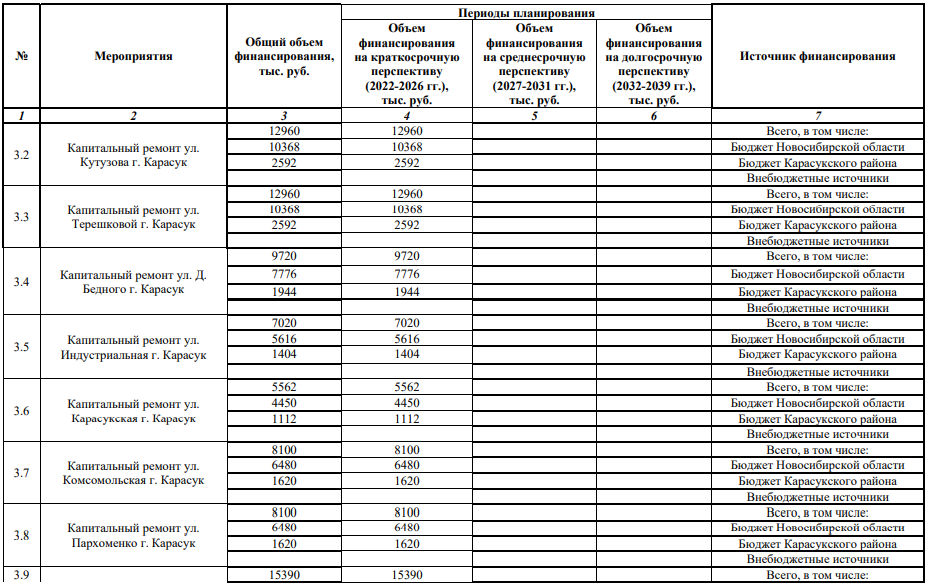 №
Мероприятия
Общий объем
финансирования,
тыс. руб.
Периоды планирования
Объем
финансирования
на краткосрочную
перспективу
(2022-2026 гг.),
тыс. руб.
Объем
финансирования
на среднесрочную
перспективу
(2027-2031 гг.),
тыс. руб.
Объем
финансирования
на долгосрочную
перспективу
(2032-2039 гг.),
тыс. руб.
Источник финансирования
1 2 3 4 5 6 7
3.2
Капитальный ремонт ул.
Кутузова г. Карасук
12960 12960 Всего, в том числе:
10368 10368 Бюджет Новосибирской области
2592 2592 Бюджет Карасукского района
Внебюджетные источники
3.3
Капитальный ремонт ул.
Терешковой г. Карасук
12960 12960 Всего, в том числе:
10368 10368 Бюджет Новосибирской области
2592 2592 Бюджет Карасукского района
Внебюджетные источники
3.4
Капитальный ремонт ул. Д.
Бедного г. Карасук
9720 9720 Всего, в том числе:
7776 7776 Бюджет Новосибирской области
1944 1944 Бюджет Карасукского района
Внебюджетные источники
3.5
Капитальный ремонт ул.
Индустриальная г. Карасук
7020 7020 Всего, в том числе:
5616 5616 Бюджет Новосибирской области
1404 1404 Бюджет Карасукского района
Внебюджетные источники
3.6
Капитальный ремонт ул.
Карасукская г. Карасук
5562 5562 Всего, в том числе:
4450 4450 Бюджет Новосибирской области
1112 1112 Бюджет Карасукского района
Внебюджетные источники
3.7
Капитальный ремонт ул.
Комсомольская г. Карасук
8100 8100 Всего, в том числе:
6480 6480 Бюджет Новосибирской области
1620 1620 Бюджет Карасукского района
Внебюджетные источники
3.8
Капитальный ремонт ул.
Пархоменко г. Карасук
8100 8100 Всего, в том числе:
6480 6480 Бюджет Новосибирской области
1620 1620 Бюджет Карасукского района
Внебюджетные источники
3.9 15390 15390 Всего, в том числе: